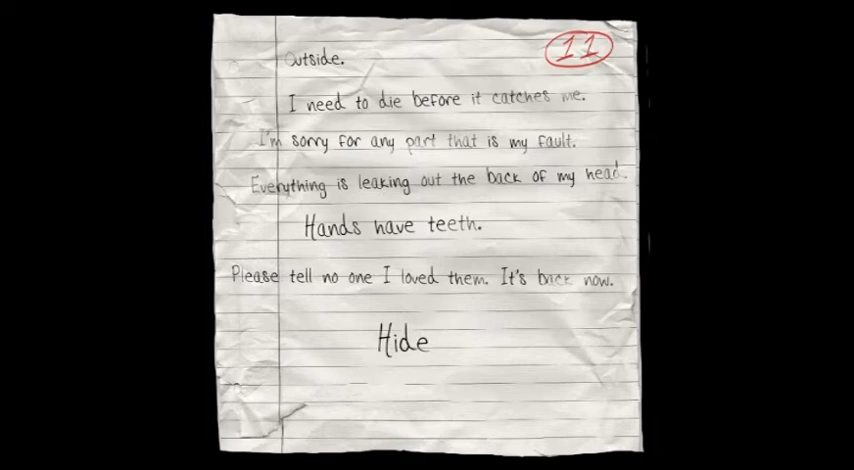 11
Outside.
I need to die before it catches me.
I'm sorry for any part that is my fault.
Everything is leaking out the back of my head.
Hands have teeth.
Please tell no one I loved them. It's back now.
Hide